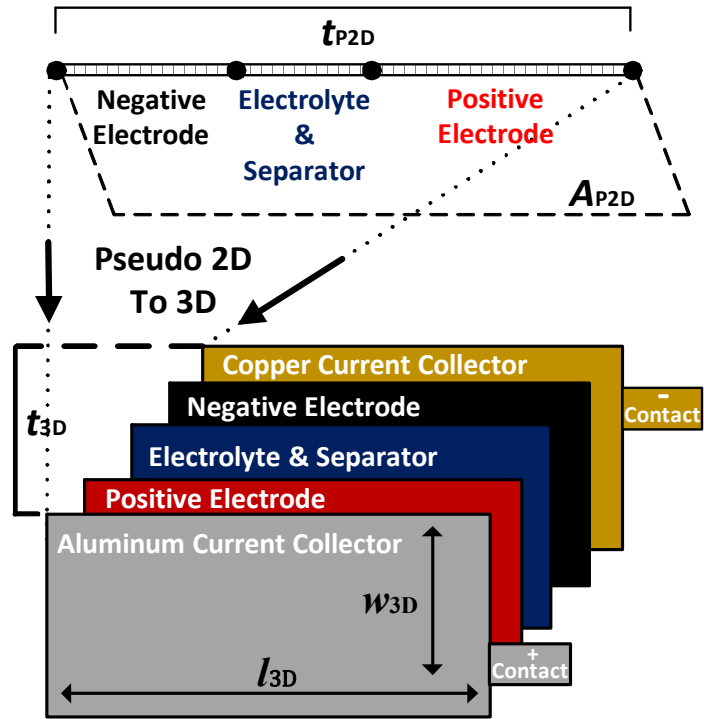 tP2D
Negative
Electrode
Electrolyte
&
Separator
Positive
Electrode
AP2D
Pseudo 2D
To 3D
Copper Current Collector
-
Contact
Negative Electrode
t3D
Electrolyte & Separator
Positive Electrode
Aluminum Current Collector
w3D
l3D
+
Contact